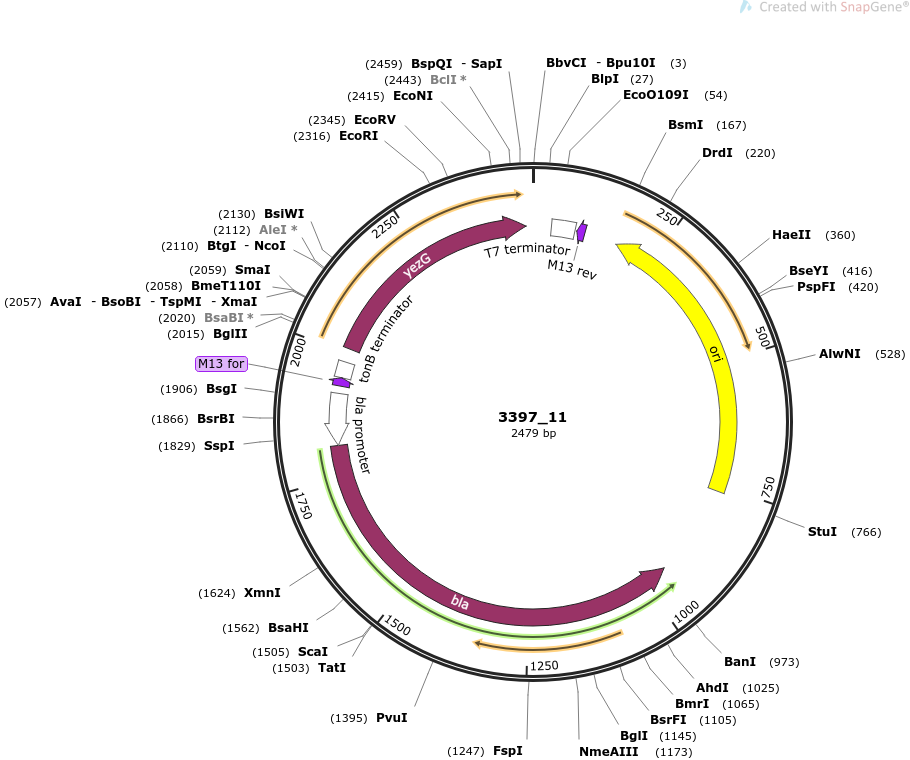 Created with SnapGene®
(2459) BspQI - SapI
(2443) BclI *
(2415) EcoNI
(2345) EcoRV
(2316) EcoRI
BbvCI - Bpu10I (3)
BlpI (27)
EcoO109I (54)
BsmI (167)
DrdI (220)
HaeII (360)
BseYI (416)
PspFI (420)
AlwNI (528)
StuI (766)
BanI (973)
AhdI (1025)
BmrI (1065)
BsrFI (1105)
BglI (1145)
NmeAIII (1173)
(1247) FspI
(1395) PvuI
(1503) TatI
(1505) ScaI
(1562) BsaHI
(1624) XmnI
(1829) SspI
(1866) BsrBI
(1906) BsgI
M13 for
(2015) BglII
(2020) BsaBI *
(2057) AvaI - BsoBI - TspMI - XmaI
(2058) BmeT110I
(2059) SmaI
(2110) BtgI - NcoI
(2112) AleI *
(2130) BsiWI
250
500
750
1000
1250
1500
1750
2000
2250
yezG
T7 terminator
M13 rev
ori
tonB terminator
bla promoter
bla
3397_11
2479 bp